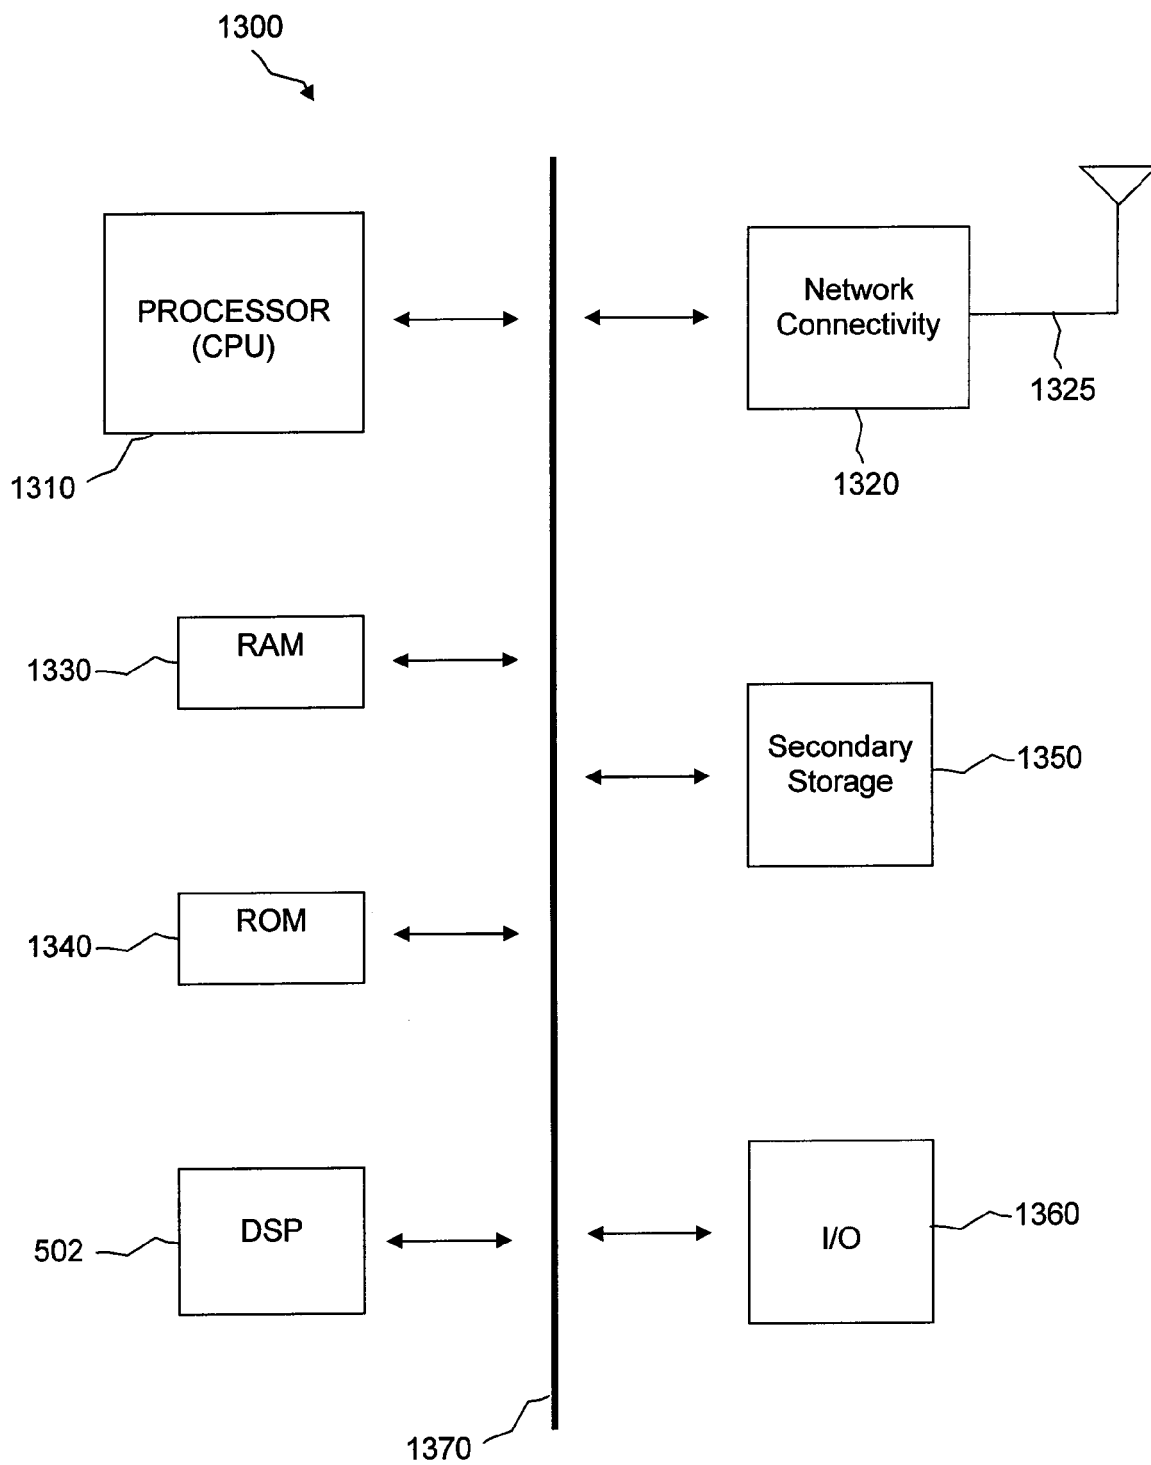 1300
PROCESSOR
(CPU)
1310
Network
Connectivity
1325
1320
RAM
1330
Secondary
Storage
1350
ROM
1340
DSP
502
I/O
1360
1370